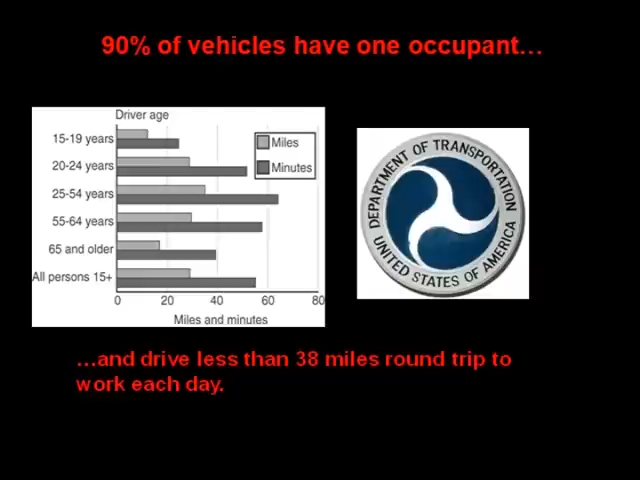 90% of vehicles have one occupant…
Driver age
15-19 years
20-24 years
25-54 years
55-64 years
65 and older
All persons 15+
Miles
Minutes
0 20 40 60 80
Miles and minutes
DEPARTMENT OF TRANSPORTATION
UNITED STATES OF AMERICA
…and drive less than 38 miles round trip to
work each day.